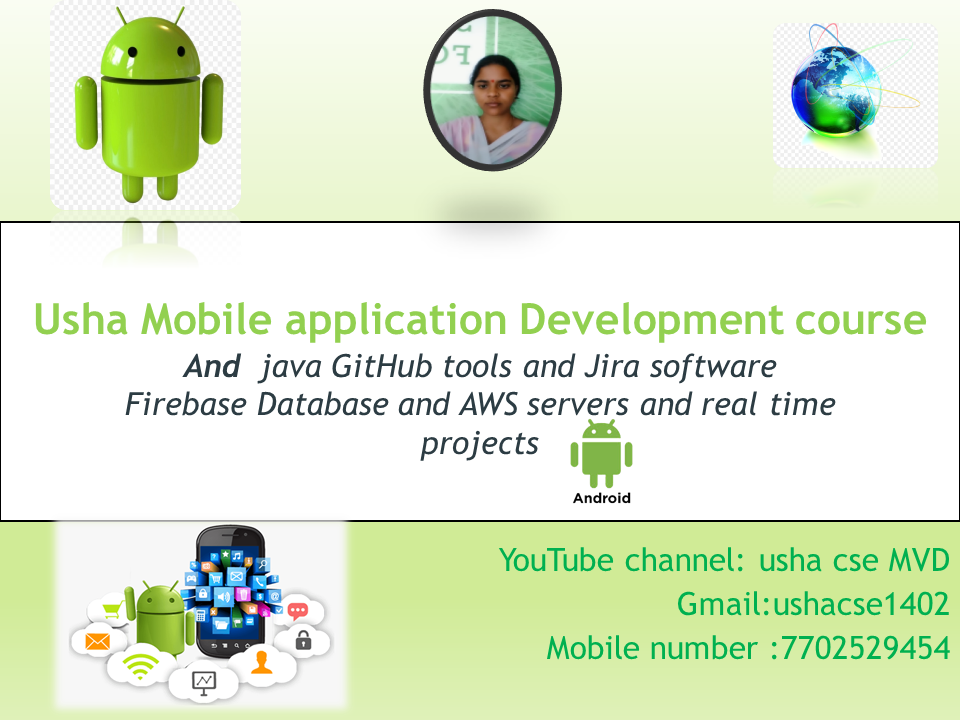 Usha Mobile application Development course
And java GitHub tools and Jira software
Firebase Database and AWS servers and real time
projects
Android
YouTube channel: usha cse MVD
Gmail:ushacse1402
Mobile number :7702529454